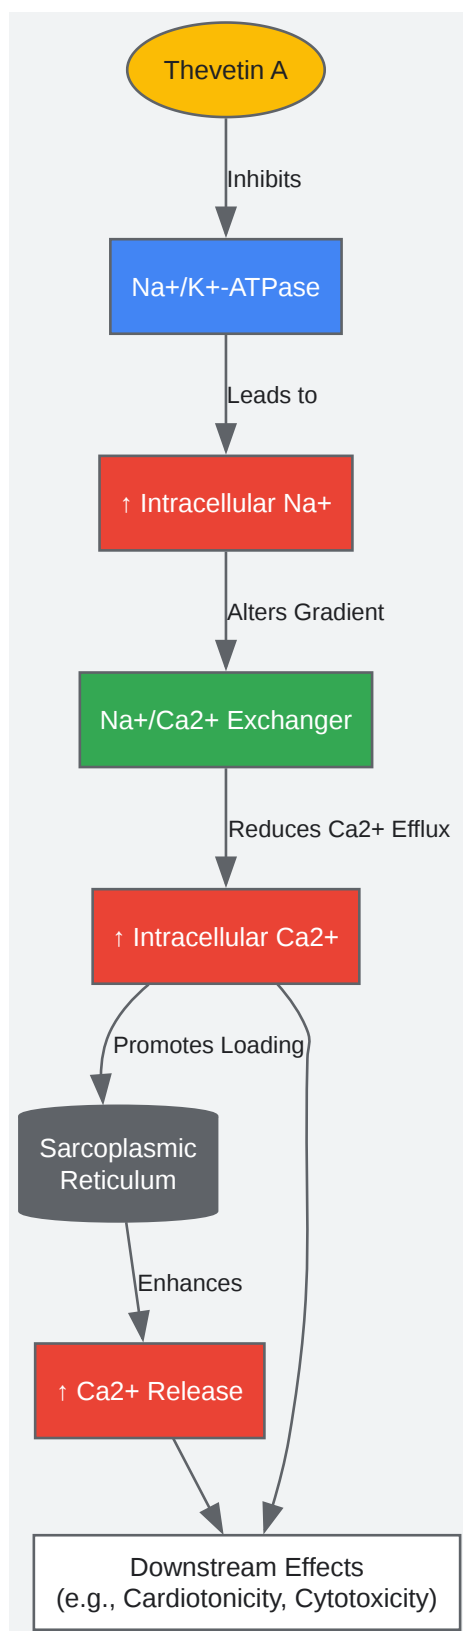 Thevetin A
Inhibits
Na+/K+-ATPase
Leads to
↑ Intracellular Na+
Alters Gradient
Na+/Ca2+ Exchanger
Reduces Ca2+ Efflux
↑ Intracellular Ca2+
Promotes Loading
Sarcoplasmic
Reticulum
Enhances
↑ Ca2+ Release
Downstream Effects
(e.g., Cardiotonicity, Cytotoxicity)